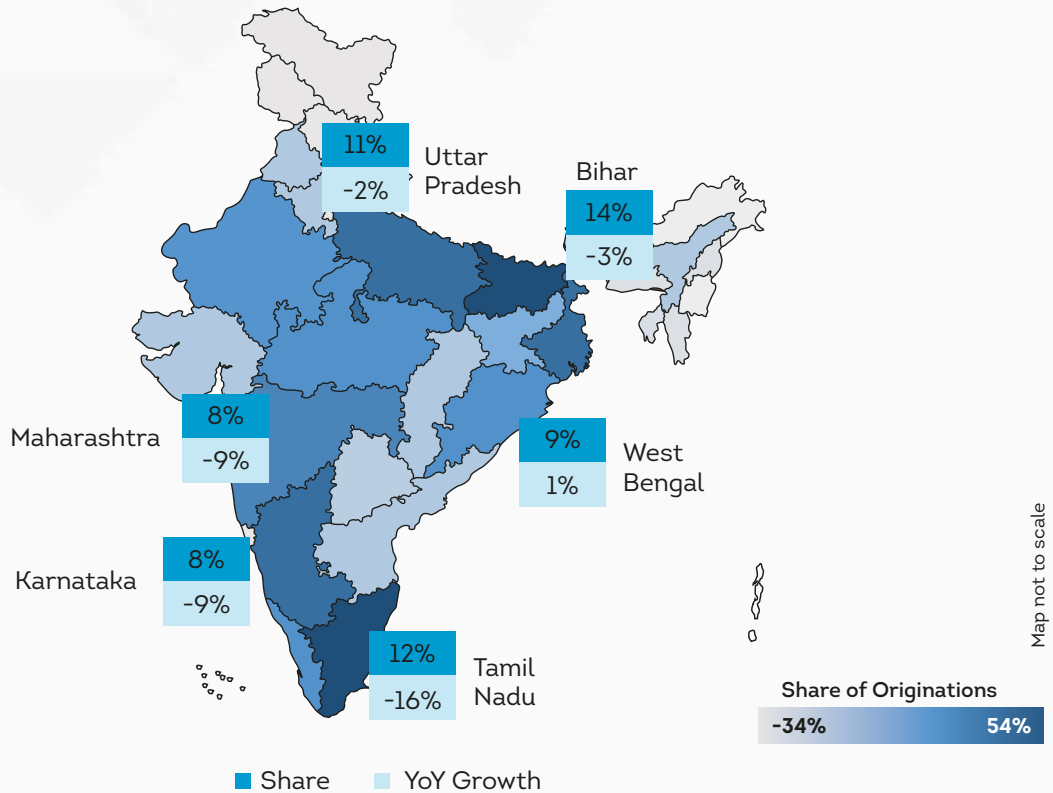 11%
-2%
Uttar
Pradesh
Bihar
14%
-3%
Maharashtra
8%
-9%
9%
1%
West
Bengal
Karnataka
8%
-9%
12%
-16%
Tamil
Nadu
Map not to scale
Share of Originations
-34% 54%
Share YoY Growth